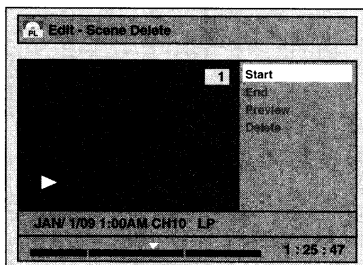 PL Edit - Scene Delete
1
Start
End
Preview
Delete
JAN/ 1/09 1:00AM CH10 LP
1 : 25 : 47